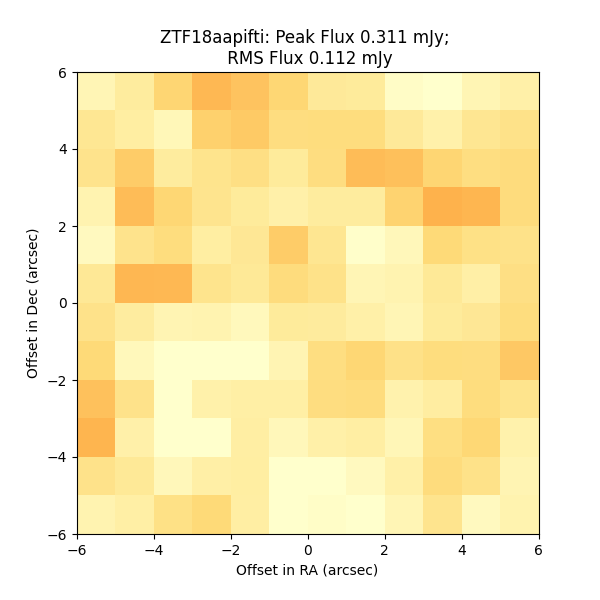 ZTF18aapifti: Peak Flux 0.311 mJy;
RMS Flux 0.112 mJy
6
4
2
0
−2
−4
−6
Offset in Dec (arcsec)
−6 −4 −2 0 2 4 6
Offset in RA (arcsec)